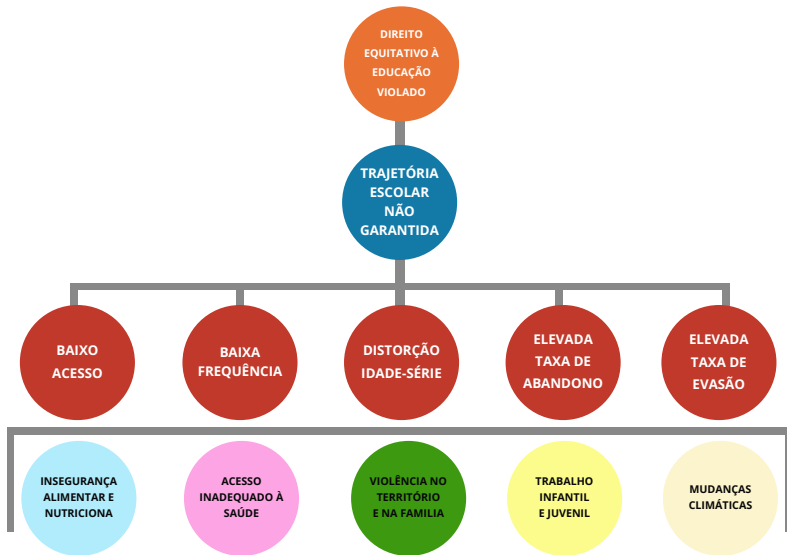 DIREITO
EQUITATIVO À
EDUCAÇÃO
VIOLADO
TRAJETÓRIA
ESCOLAR
NÃO
GARANTIDA
BAIXO
ACESSO
BAIXA
FREQUÊNCIA
DISTORÇÃO
IDADE-SÉRIE
ELEVADA
TAXA DE
ABANDONO
ELEVADA
TAXA DE
EVASÃO
INSEGURANÇA
ALIMENTAR E
NUTRICIONA
ACESSO
INADEQUADO À
SAÚDE
VIOLÊNCIA NO
TERRITÓRIO
E NA FAMILIA
TRABALHO
INFANTIL
E JUVENIL
MUDANÇAS
CLIMÁTICAS